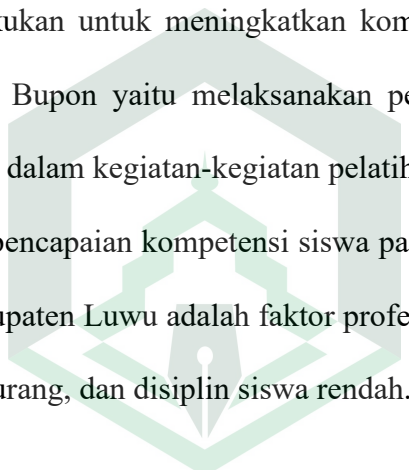 kukan untuk meningkatkan kom
Bupon yaitu melaksanakan pe
dalam kegiatan-kegiatan pelatih
pencapaian kompetensi siswa pa
upaten Luwu adalah faktor profe
urang, dan disiplin siswa rendah.